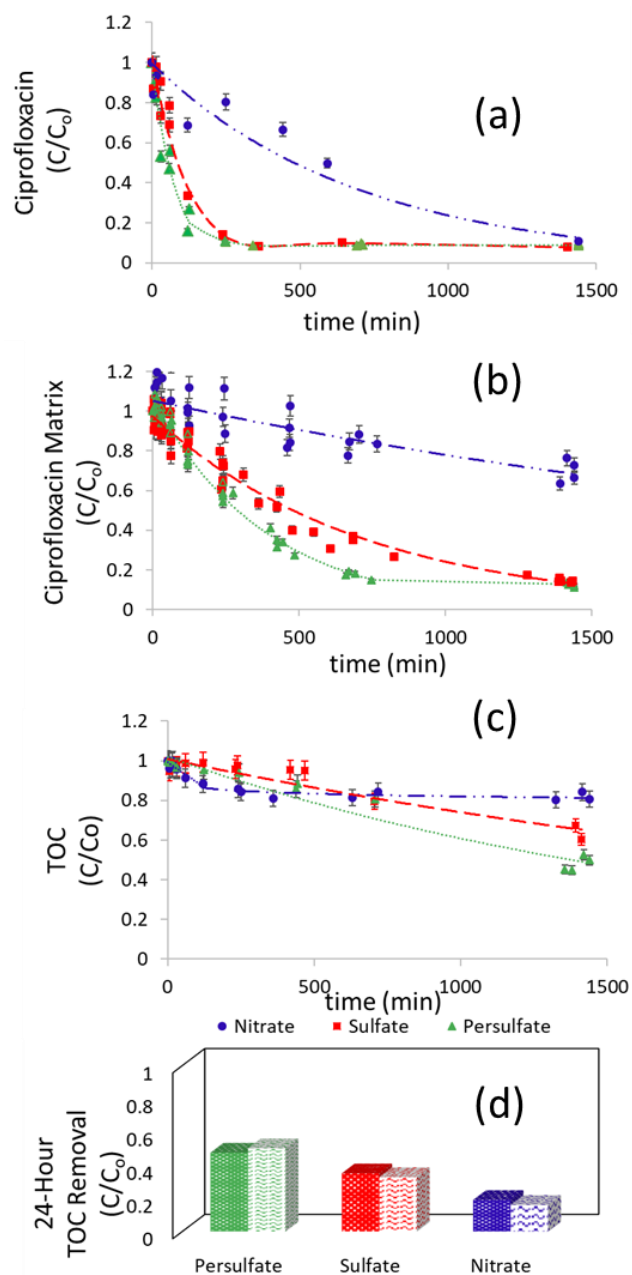 1.2
1
0.8
0.6
0.4
0.2
0
Ciprofloxacin
(C/Co)
(a)
0
500
1000
1500
time (min)
1.2
1
0.8
0.6
0.4
0.2
0
Ciprofloxacin Matrix
(C/Co)
(b)
0
500
1000
1500
time (min)
1.2
1
0.8
0.6
0.4
0.2
0
TOC
(C/Co)
(c)
0
500
1000
1500
time (min)
Nitrate Sulfate Persulfate
1
0.8
0.6
0.4
0.2
0
24-Hour
TOC Removal
(C/Co)
(d)
Persulfate Sulfate Nitrate